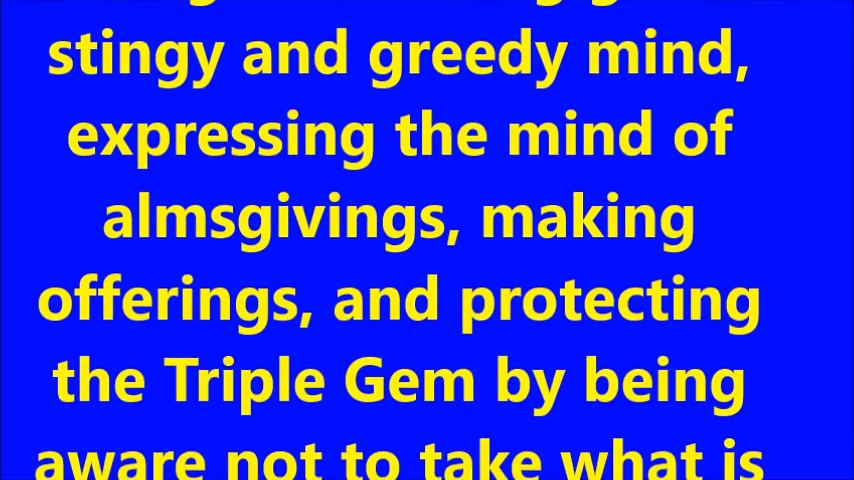 stingy and greedy mind,
expressing the mind of
almsgivings, making
offerings, and protecting
the Triple Gem by being
aware not to take what is